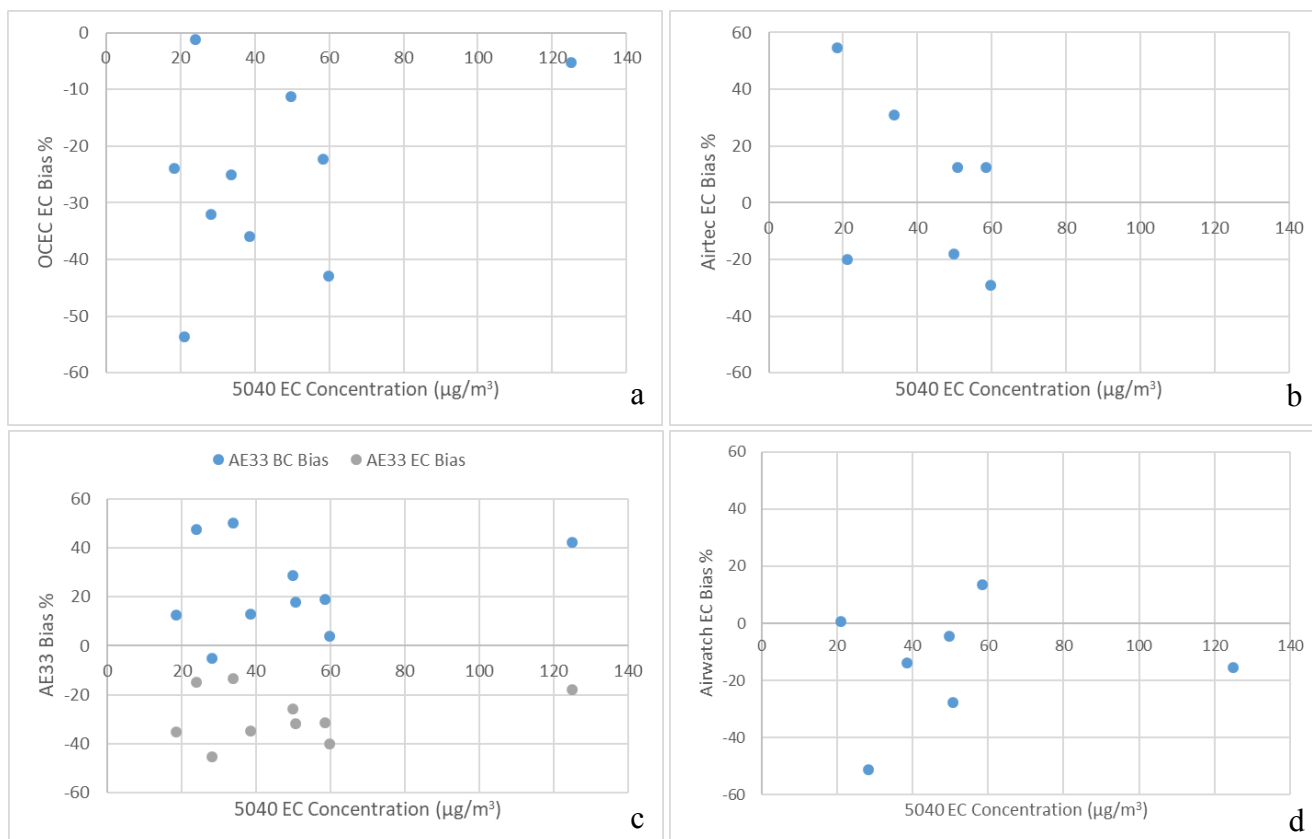 0
0 20 40 60 80 100 120 140
-10
-20
-30
-40
-50
-60
OCEC EC Bias %
5040 EC Concentration (µg/m³)
a
60
40
20
0
0 20 40 60 80 100 120 140
-20
-40
-60
Airtec EC Bias %
5040 EC Concentration (µg/m³)
b
AE33 BC Bias AE33 EC Bias
60
40
20
0
0 20 40 60 80 100 120 140
-20
-40
-60
AE33 Bias %
5040 EC Concentration (µg/m³)
c
60
40
20
0
0 20 40 60 80 100 120 140
-20
-40
-60
Airwatch EC Bias %
5040 EC Concentration (µg/m³)
d